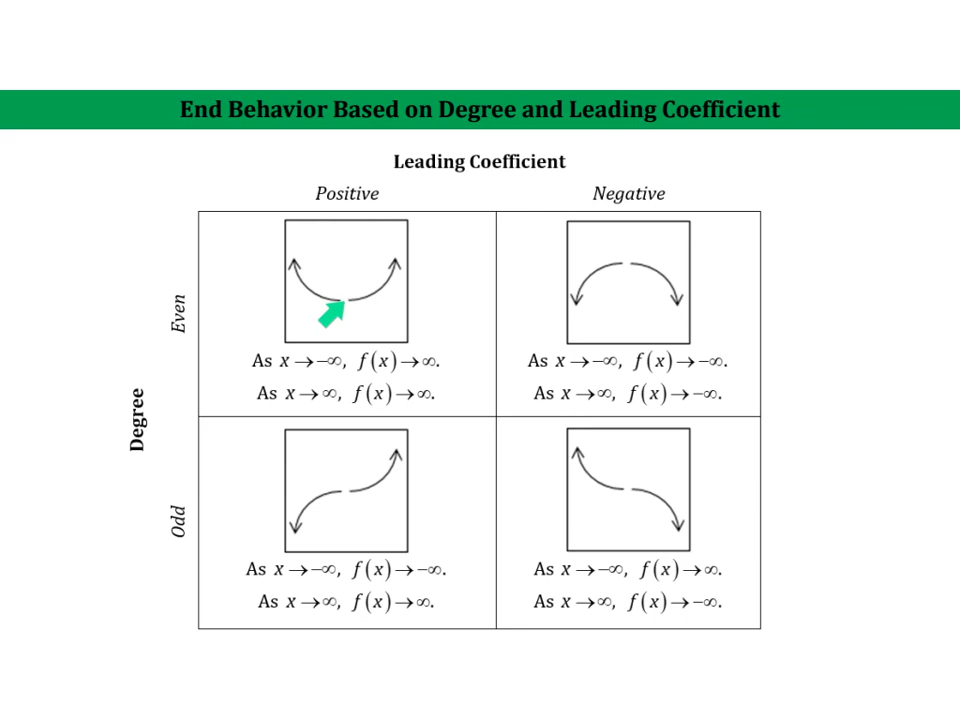 End Behavior Based on Degree and Leading Coefficient
Leading Coefficient
Positive
Negative
Degree
Even
As x → −∞, f(x) → ∞.
As x → ∞, f(x) → ∞.
As x → −∞, f(x) → −∞.
As x → ∞, f(x) → −∞.
Odd
As x → −∞, f(x) → −∞.
As x → ∞, f(x) → ∞.
As x → −∞, f(x) → ∞.
As x → ∞, f(x) → −∞.